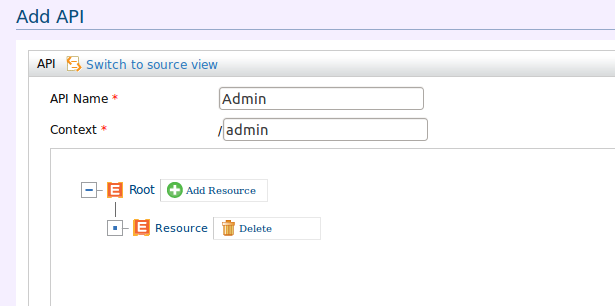 Add API
API Switch to source view
API Name * Admin
Context * /admin
Root Add Resource
Resource Delete